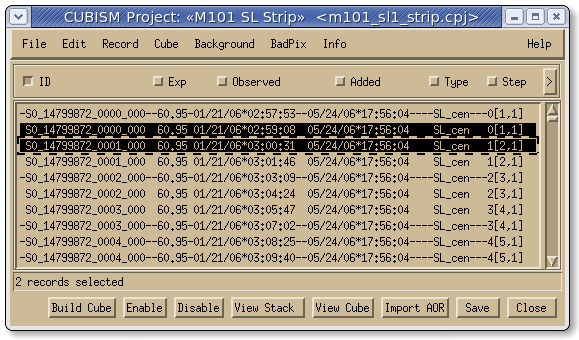 CUBISM Project: «M101 SL Strip» <m101_sl1_strip.cpj>
File Edit Record Cube Background BadPix Info Help
ID Exp Observed Added Type Step >
-S0_14799872_0000_000--60.95-01/21/06*02:57:53--05/24/06*17:56:04----SL_cen---0[1,1]
S0_14799872_0000_000 60.95 01/21/06*02:59:08 05/24/06*17:56:04 SL_cen 0[1,1]
S0_14799872_0001_000 60.95 01/21/06*03:00:31 05/24/06*17:56:04 SL_cen 1[2,1]
S0_14799872_0001_000 60.95 01/21/06*03:01:46 05/24/06*17:56:04 SL_cen 1[2,1]
-S0_14799872_0002_000--60.95-01/21/06*03:03:09--05/24/06*17:56:04----SL_cen---2[3,1]
S0_14799872_0002_000 60.95 01/21/06*03:04:24 05/24/06*17:56:04 SL_cen 2[3,1]
S0_14799872_0003_000 60.95 01/21/06*03:05:47 05/24/06*17:56:04 SL_cen 3[4,1]
-S0_14799872_0003_000--60.95-01/21/06*03:07:02--05/24/06*17:56:04----SL_cen---3[4,1]
-S0_14799872_0004_000--60.95-01/21/06*03:08:25--05/24/06*17:56:04----SL_cen---4[5,1]
-S0_14799872_0004_000--60.95-01/21/06*03:09:40--05/24/06*17:56:04----SL_cen---4[5,1]
2 records selected
Build Cube Enable Disable View Stack View Cube Import AOR Save Close